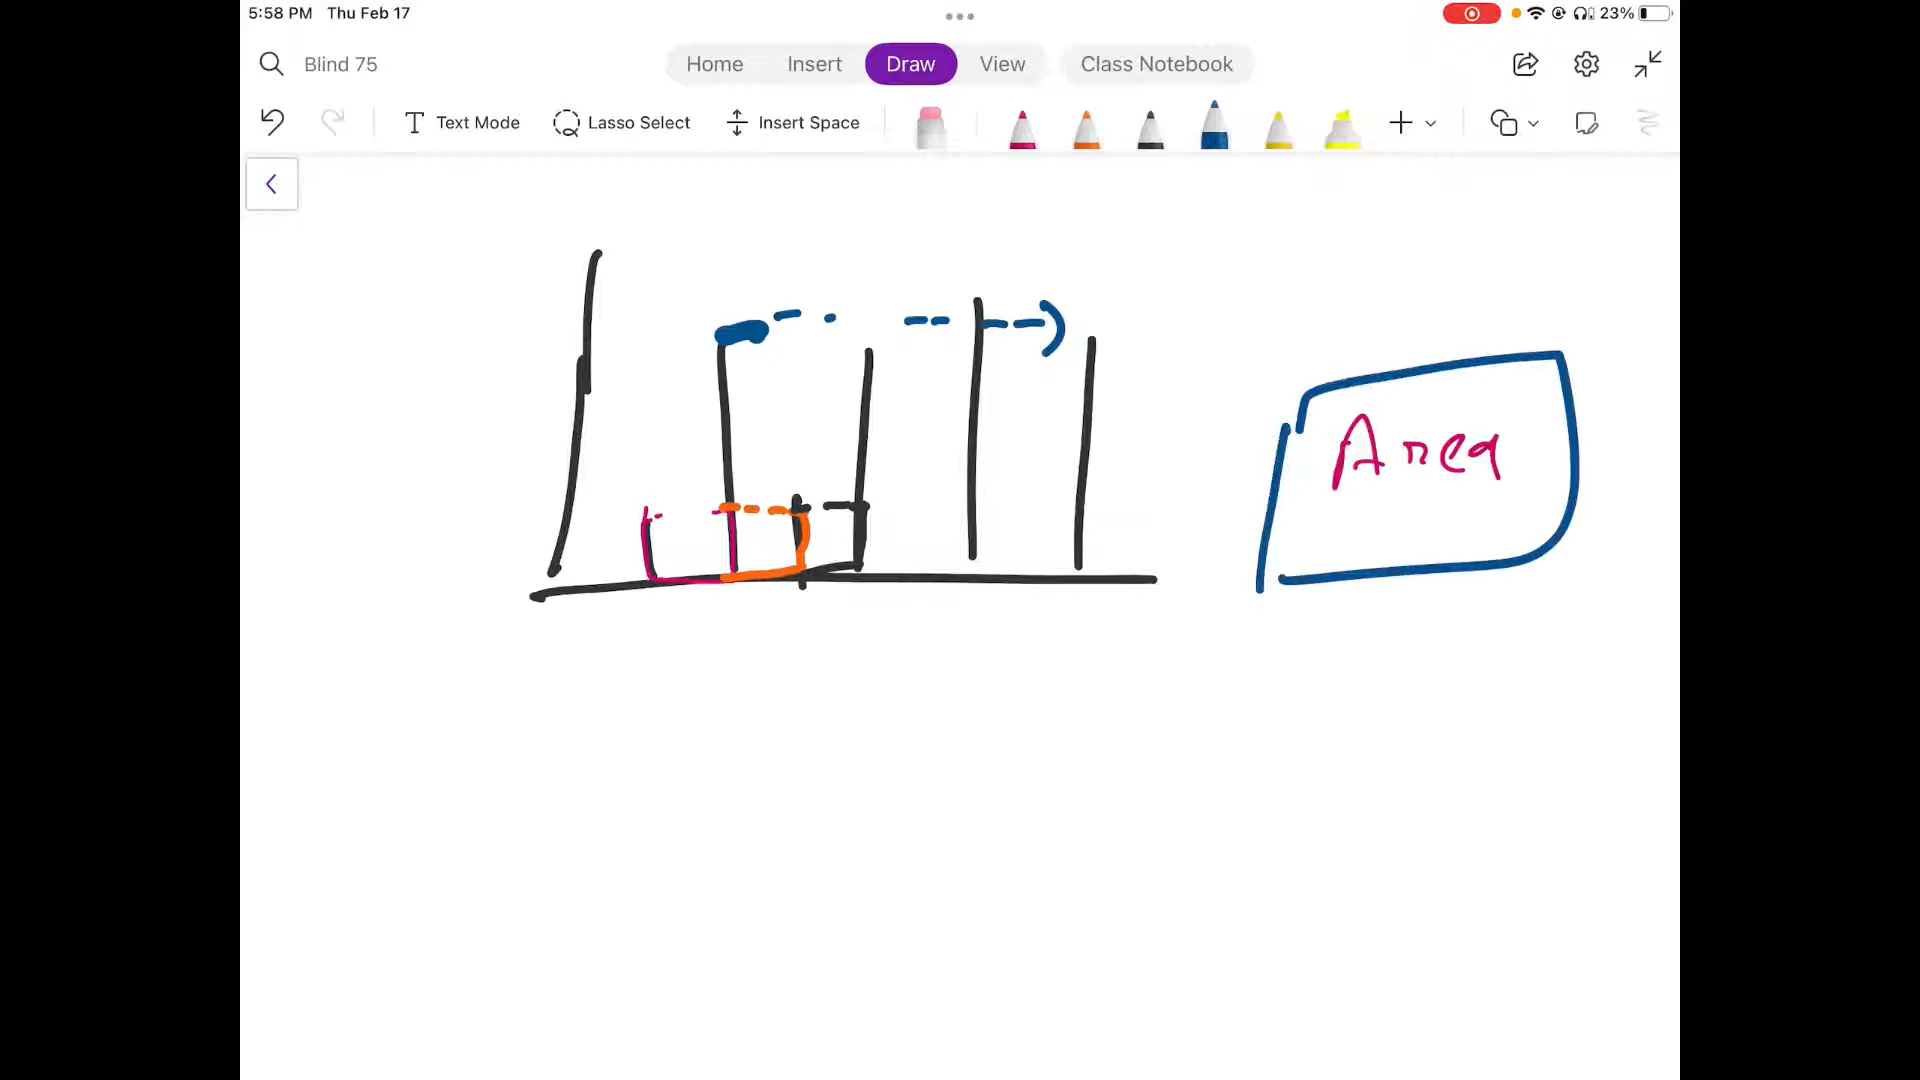 5:58 PM Thu Feb 17 23%
Blind 75 Home Insert Draw View Class Notebook
Text Mode Lasso Select Insert Space
Area